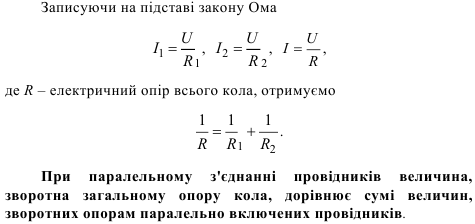 Записуючи на підставі закону Ома
I₁ = U/R₁, I₂ = U/R₂, I = U/R,
де R – електричний опір всього кола, отримуємо
1/R = 1/R₁ + 1/R₂.
При паралельному з'єднанні провідників величина,
зворотна загальному опору кола, дорівнює сумі величин,
зворотних опорам паралельно включених провідників.